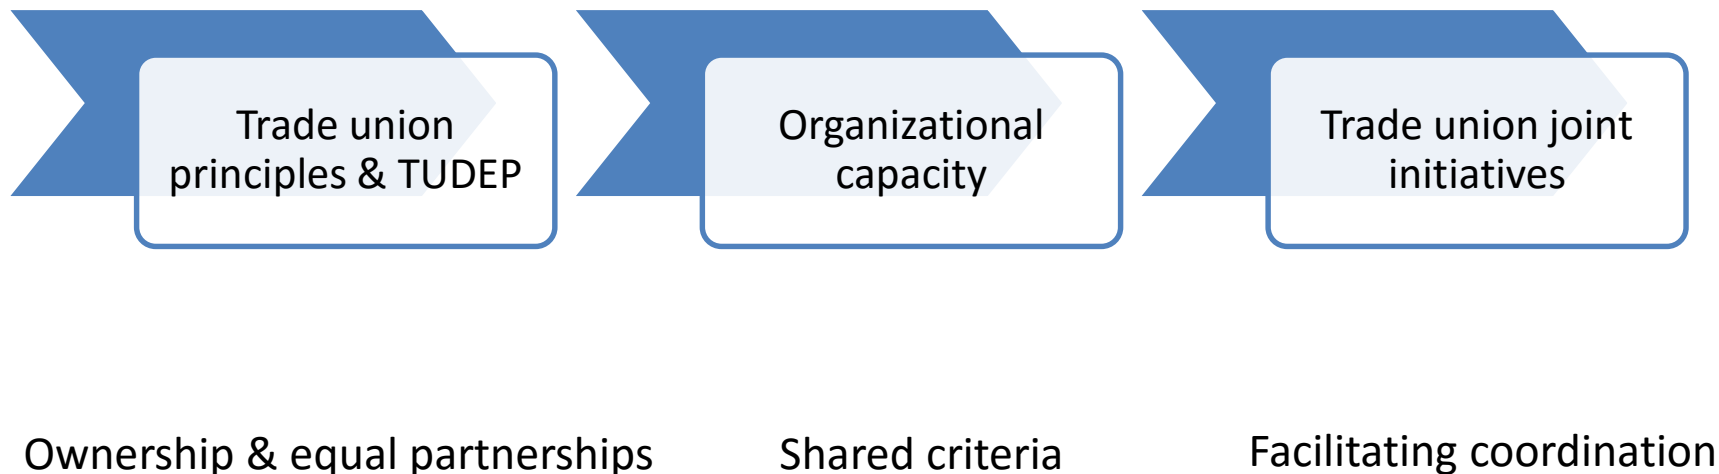 Trade union
principles & TUDEP
Organizational
capacity
Trade union joint
initiatives
Ownership & equal partnerships
Shared criteria
Facilitating coordination